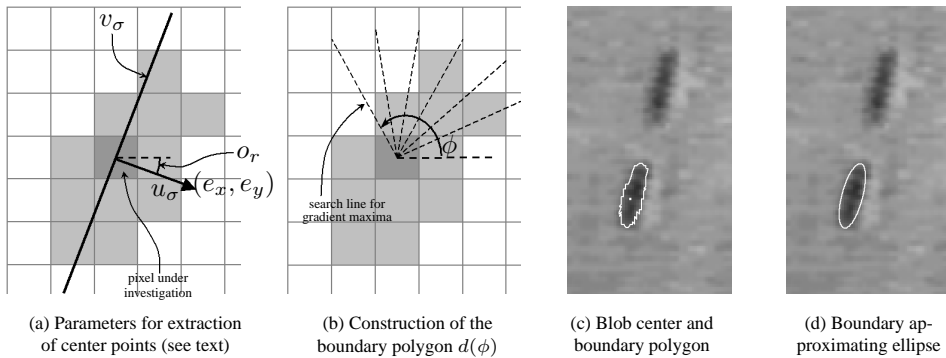 v_σ
o_r
u_σ (e_x, e_y)
pixel under
investigation
ϕ
search line for
gradient maxima
(a) Parameters for extraction
of center points (see text)
(b) Construction of the
boundary polygon d(ϕ)
(c) Blob center and
boundary polygon
(d) Boundary ap-
proximating ellipse